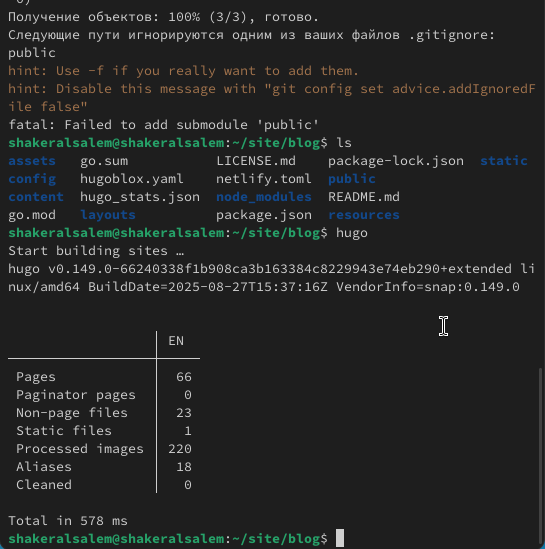 Получение объектов: 100% (3/3), готово.
Следующие пути игнорируются одним из ваших файлов .gitignore:
public
hint: Use -f if you really want to add them.
hint: Disable this message with "git config set advice.addIgnoredF
ile false"
fatal: Failed to add submodule 'public'
shakeralsalem@shakeralsalem:~/site/blog$ ls
assets go.sum LICENSE.md package-lock.json static
config hugoblox.yaml netlify.toml public
content hugo_stats.json node_modules README.md
go.mod layouts package.json resources
shakeralsalem@shakeralsalem:~/site/blog$ hugo
Start building sites …
hugo v0.149.0-66240338f1b908ca3b163384c8229943e74eb290+extended li
nux/amd64 BuildDate=2025-08-27T15:37:16Z VendorInfo=snap:0.149.0
EN
Pages 66
Paginator pages 0
Non-page files 23
Static files 1
Processed images 220
Aliases 18
Cleaned 0
Total in 578 ms
shakeralsalem@shakeralsalem:~/site/blog$